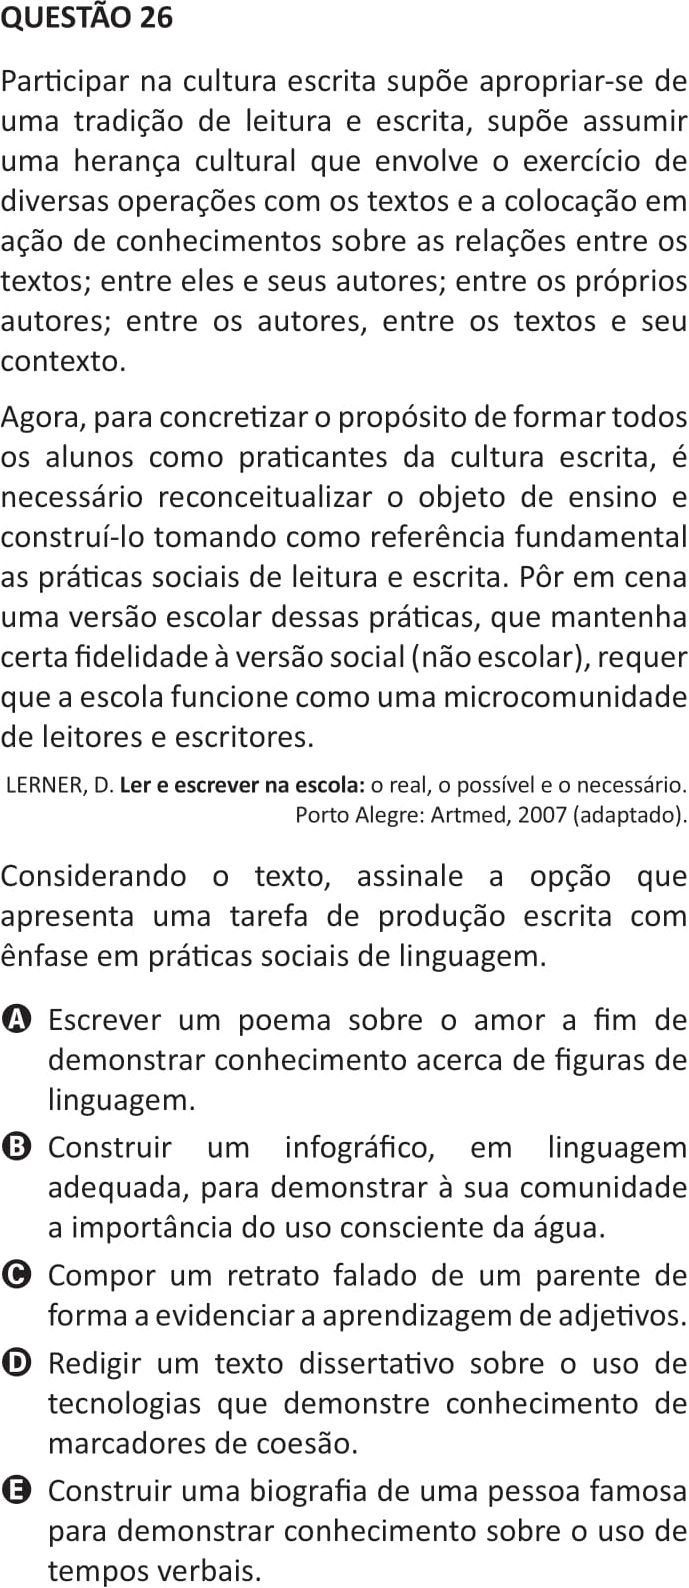 QUESTÃO 26
Participar na cultura escrita supõe apropriar-se de
uma tradição de leitura e escrita, supõe assumir
uma herança cultural que envolve o exercício de
diversas operações com os textos e a colocação em
ação de conhecimentos sobre as relações entre os
textos; entre eles e seus autores; entre os próprios
autores; entre os autores, entre os textos e seu
contexto.
Agora, para concretizar o propósito de formar todos
os alunos como praticantes da cultura escrita, é
necessário reconceitualizar o objeto de ensino e
construí-lo tomando como referência fundamental
as práticas sociais de leitura e escrita. Pôr em cena
uma versão escolar dessas práticas, que mantenha
certa fidelidade à versão social (não escolar), requer
que a escola funcione como uma microcomunidade
de leitores e escritores.
LERNER, D. Ler e escrever na escola: o real, o possível e o necessário.
Porto Alegre: Artmed, 2007 (adaptado).
Considerando o texto, assinale a opção que
apresenta uma tarefa de produção escrita com
ênfase em práticas sociais de linguagem.
A Escrever um poema sobre o amor a fim de
demonstrar conhecimento acerca de figuras de
linguagem.
B Construir um infográfico, em linguagem
adequada, para demonstrar à sua comunidade
a importância do uso consciente da água.
C Compor um retrato falado de um parente de
forma a evidenciar a aprendizagem de adjetivos.
D Redigir um texto dissertativo sobre o uso de
tecnologias que demonstre conhecimento de
marcadores de coesão.
E Construir uma biografia de uma pessoa famosa
para demonstrar conhecimento sobre o uso de
tempos verbais.